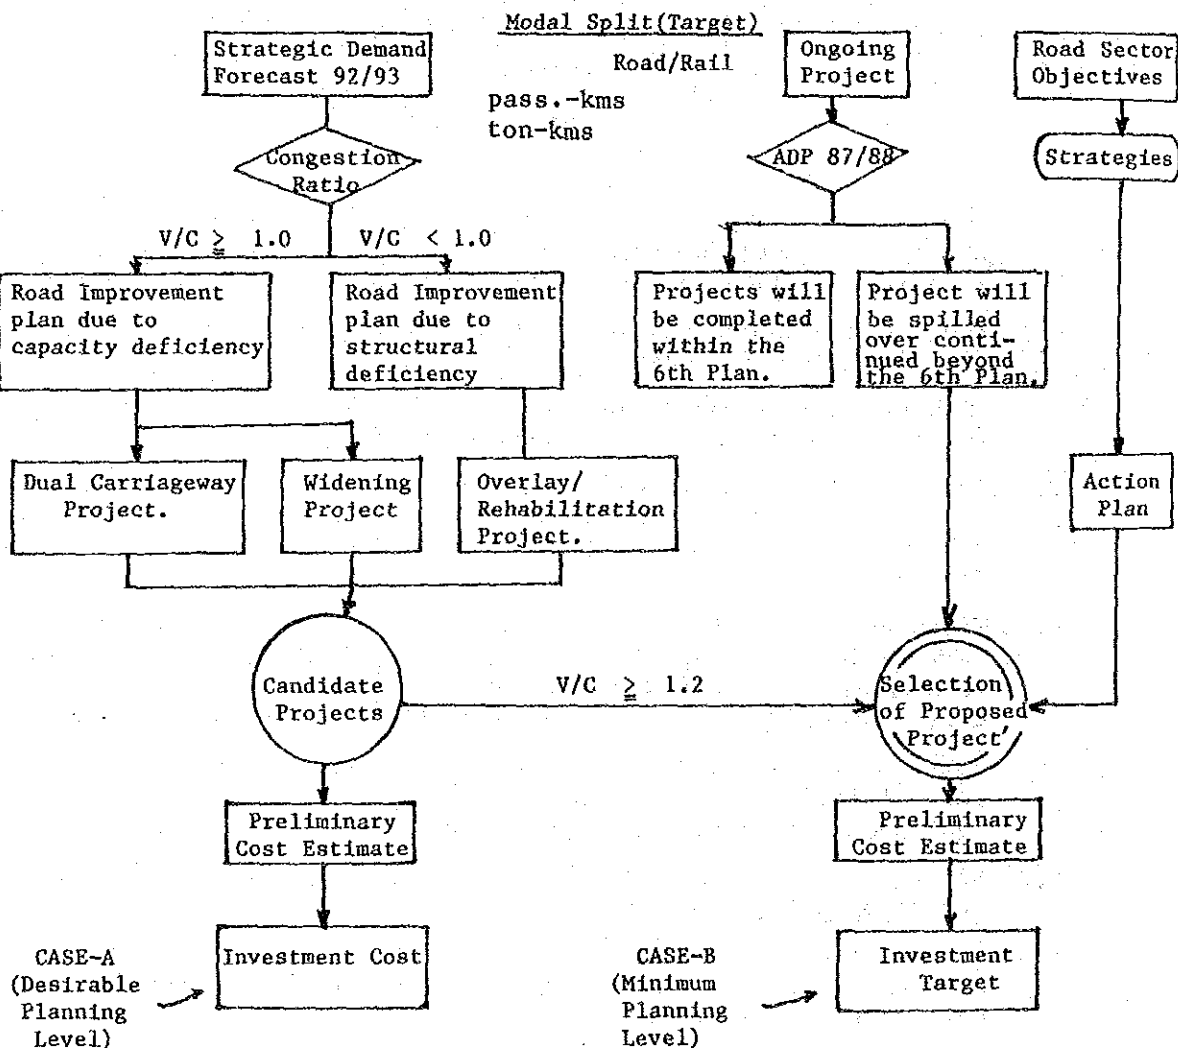 Modal Split(Target)
Road/Rail
pass.-kms
ton-kms
Strategic Demand
Forecast 92/93
Congestion
Ratio
V/C ≧ 1.0
V/C < 1.0
Road Improvement
plan due to
capacity deficiency
Road Improvement
plan due to
structural
deficiency
Dual Carriageway
Project.
Widening
Project
Overlay/
Rehabilitation
Project.
Candidate
Projects
V/C ≧ 1.2
Preliminary
Cost Estimate
Investment Cost
CASE-A
(Desirable
Planning
Level)
Ongoing
Project
ADP 87/88
Projects will
be completed
within the
6th Plan.
Project will
be spilled
over conti-
nued beyond
the 6th Plan.
Road Sector
Objectives
Strategies
Action
Plan
Selection
of Proposed
Project'
Preliminary
Cost Estimate
Investment
Target
CASE-B
(Minimum
Planning
Level)